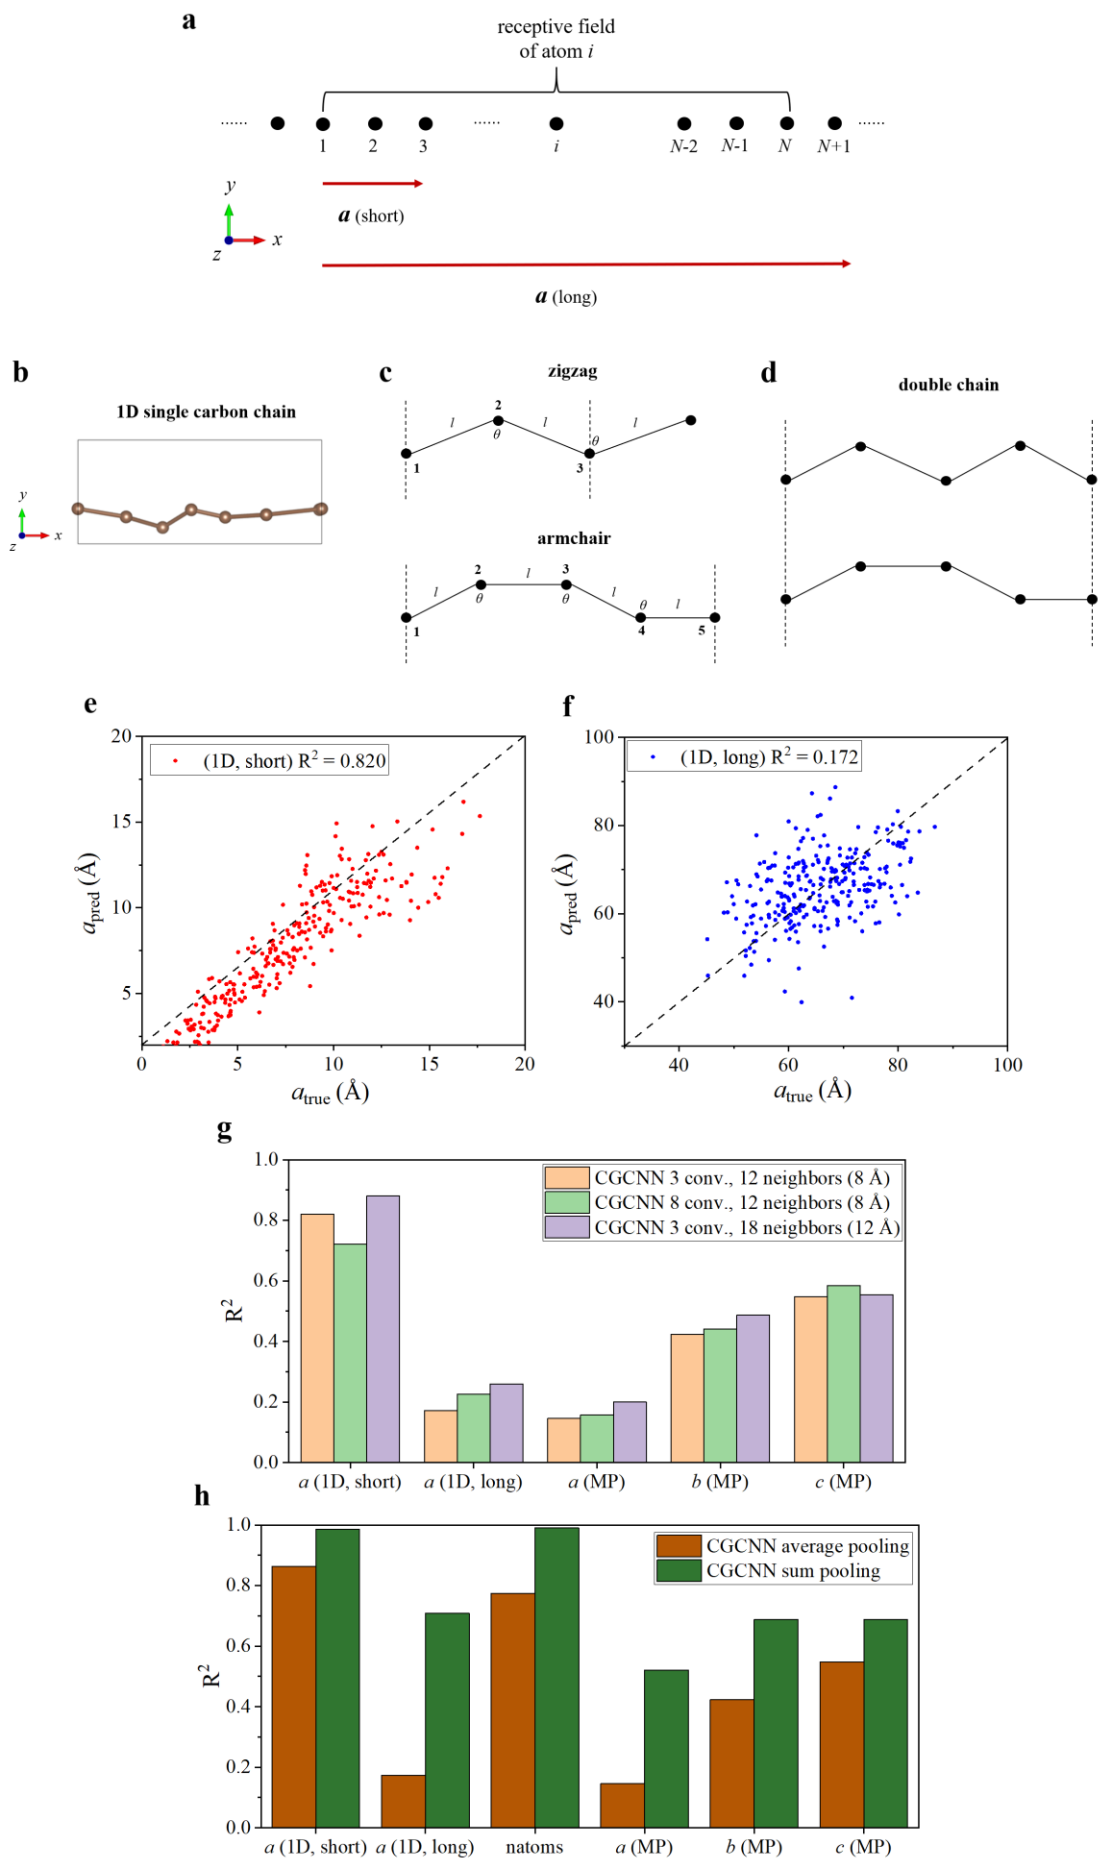 a
receptive field
of atom i
...... ...... ......
1 2 3 i N-2 N-1 N N+1
a (short)
y
x
z
a (long)
b
1D single carbon chain
y
z x
c
zigzag
2
l l l
θ θ
1 3
armchair
2 3
l l l l
θ θ θ
1 4 5
d
double chain
e
(1D, short) R² = 0.820
20
15
10
5
0 5 10 15 20
a_pred (Å)
a_true (Å)
f
(1D, long) R² = 0.172
100
80
60
40
40 60 80 100
a_pred (Å)
a_true (Å)
g
CGCNN 3 conv., 12 neighbors (8 Å)
CGCNN 8 conv., 12 neighbors (8 Å)
CGCNN 3 conv., 18 neigbbors (12 Å)
1.0
0.8
0.6
0.4
0.2
0.0
R²
a (1D, short) a (1D, long) a (MP) b (MP) c (MP)
h
CGCNN average pooling
CGCNN sum pooling
1.0
0.8
0.6
0.4
0.2
0.0
R²
a (1D, short) a (1D, long) natoms a (MP) b (MP) c (MP)